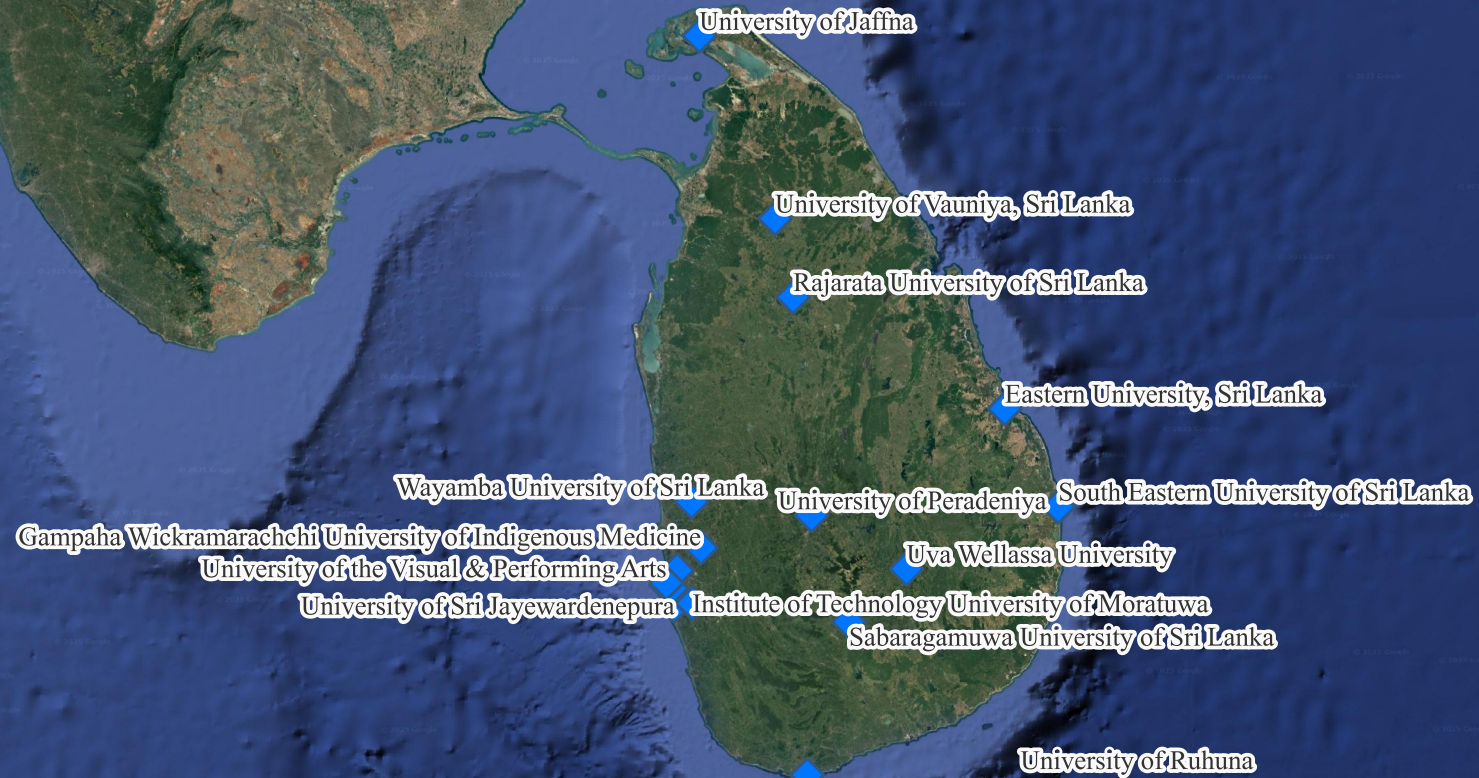 University of Jaffna
University of Vauniya, Sri Lanka
Rajarata University of Sri Lanka
Eastern University, Sri Lanka
Wayamba University of Sri Lanka
University of Peradeniya
South Eastern University of Sri Lanka
Gampaha Wickramarachchi University of Indigenous Medicine
Uva Wellassa University
University of the Visual & Performing Arts
University of Sri Jayewardenepura
Institute of Technology University of Moratuwa
Sabaragamuwa University of Sri Lanka
University of Ruhuna